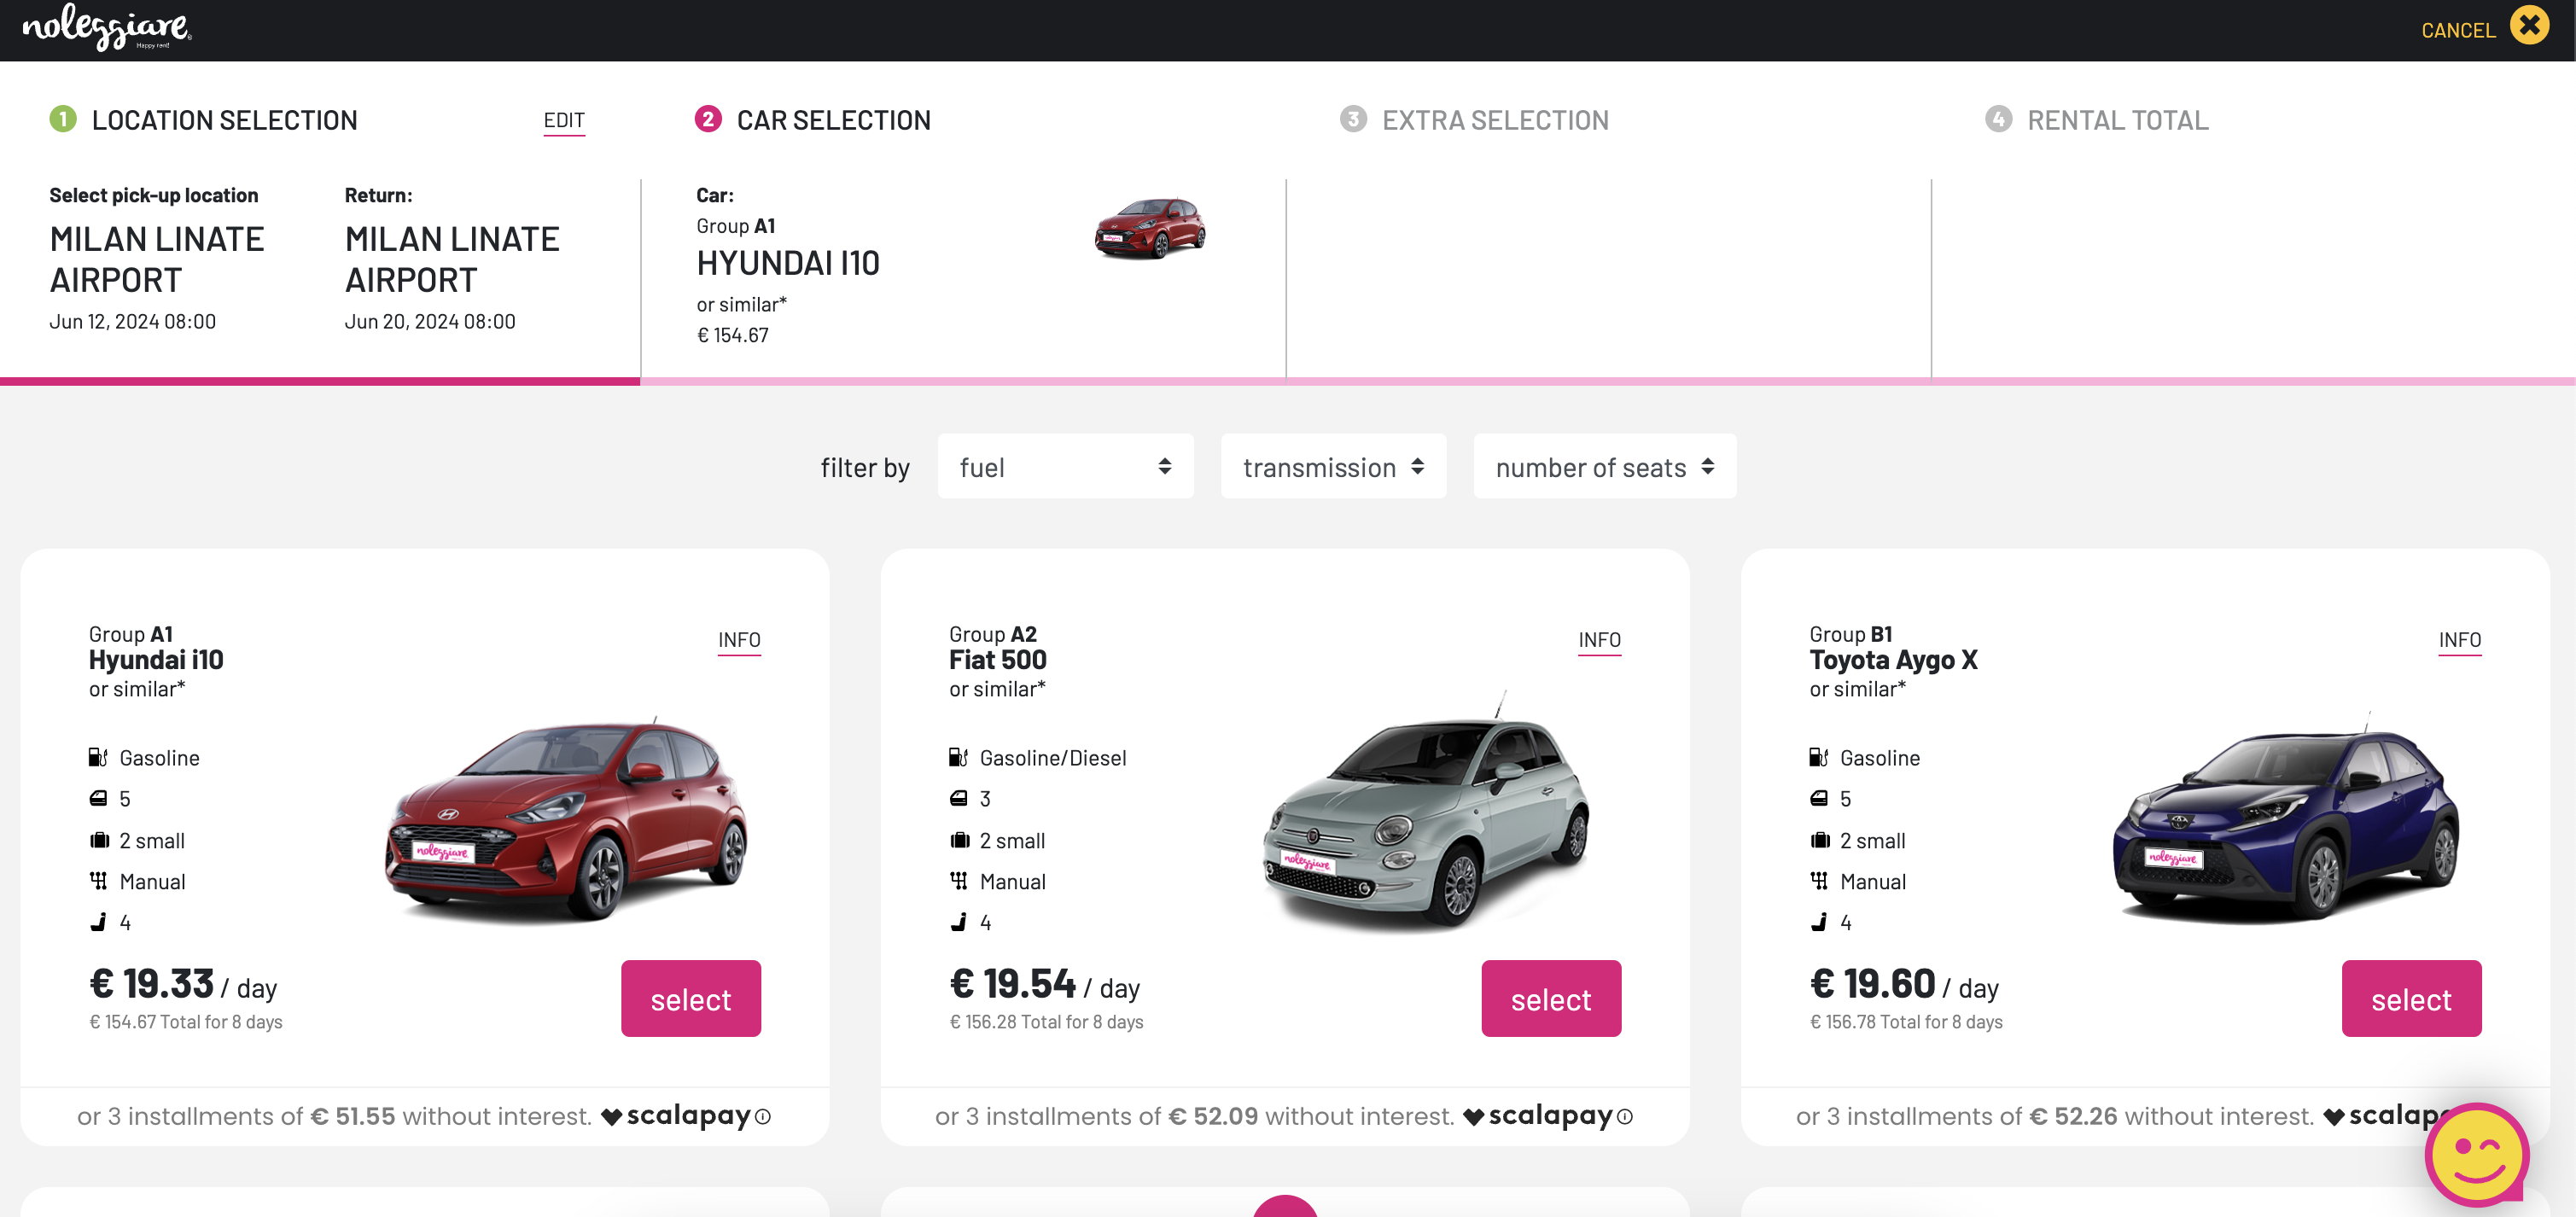 noleggiare
Happy rent!
CANCEL
1 LOCATION SELECTION
EDIT
Select pick-up location
MILAN LINATE
AIRPORT
Jun 12, 2024 08:00
Return:
MILAN LINATE
AIRPORT
Jun 20, 2024 08:00
2 CAR SELECTION
Car:
Group A1
HYUNDAI I10
or similar*
€ 154.67
3 EXTRA SELECTION
4 RENTAL TOTAL
filter by
fuel
transmission
number of seats
Group A1
Hyundai i10
or similar*
INFO
Gasoline
5
2 small
Manual
4
noleggiare
€ 19.33 / day
€ 154.67 Total for 8 days
select
or 3 installments of € 51.55 without interest. scalapay
Group A2
Fiat 500
or similar*
INFO
Gasoline/Diesel
3
2 small
Manual
4
noleggiare
€ 19.54 / day
€ 156.28 Total for 8 days
select
or 3 installments of € 52.09 without interest. scalapay
Group B1
Toyota Aygo X
or similar*
INFO
Gasoline
5
2 small
Manual
4
noleggiare
€ 19.60 / day
€ 156.78 Total for 8 days
select
or 3 installments of € 52.26 without interest. scalap